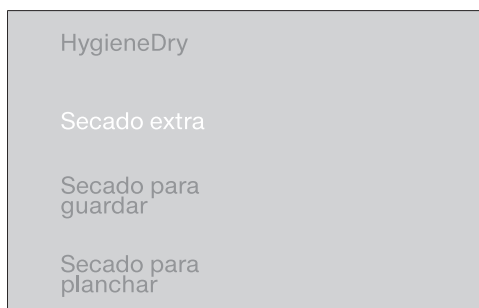 HygieneDry
Secado extra
Secado para
guardar
Secado para
planchar